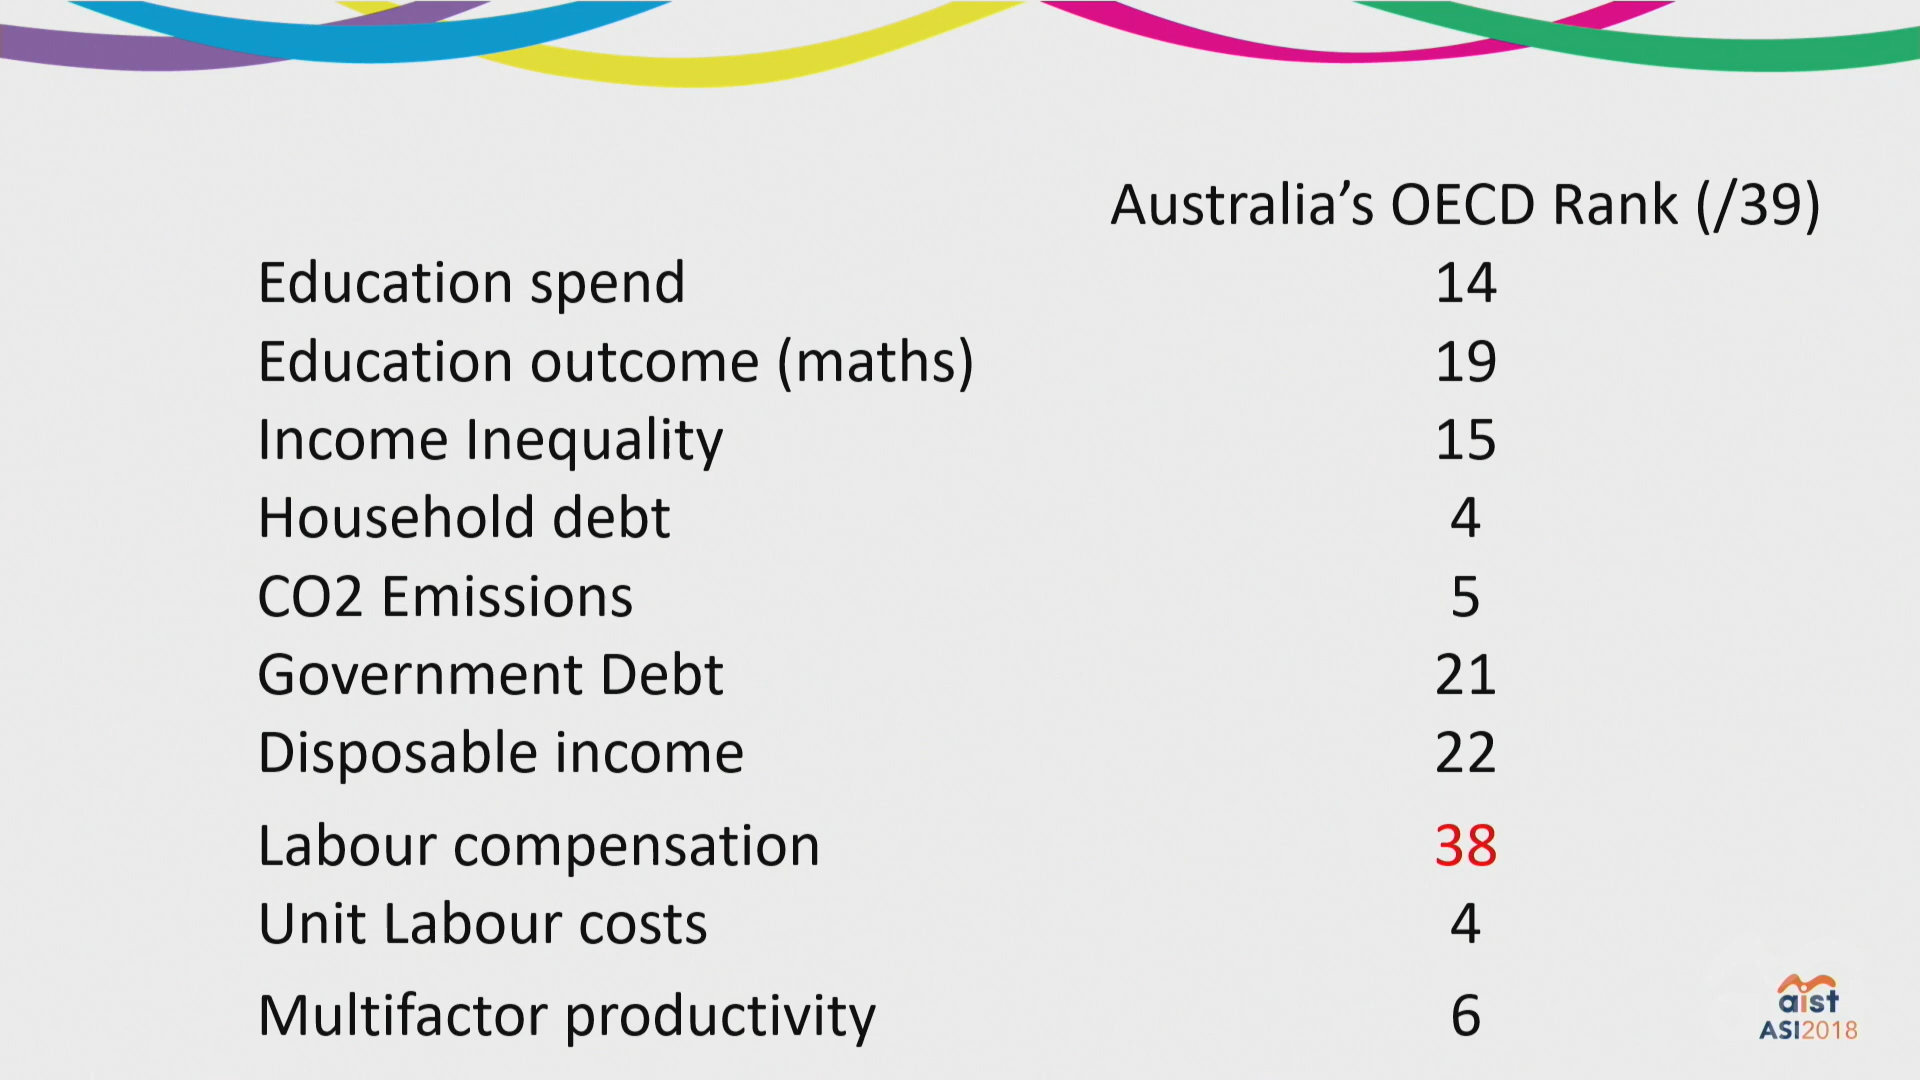 Australia’s OECD Rank (/39)
Education spend 14
Education outcome (maths) 19
Income Inequality 15
Household debt 4
CO2 Emissions 5
Government Debt 21
Disposable income 22
Labour compensation 38
Unit Labour costs 4
Multifactor productivity 6
aist
ASI2018